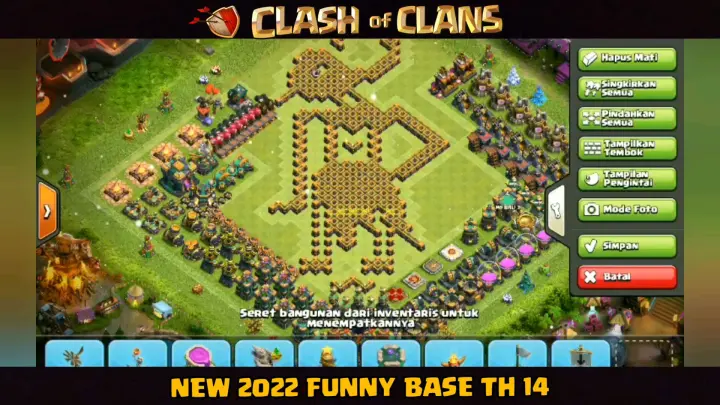 CLASH OF CLANS
Hapus Mati
Singkirkan
Semua
Pindahkan
Semua
Tampilkan
Tembok
Tampilan
Pengintai
Mode Foto
Simpan
Batal
Seret bangunan dari inventaris untuk
menempatkannya
NEW 2022 FUNNY BASE TH 14